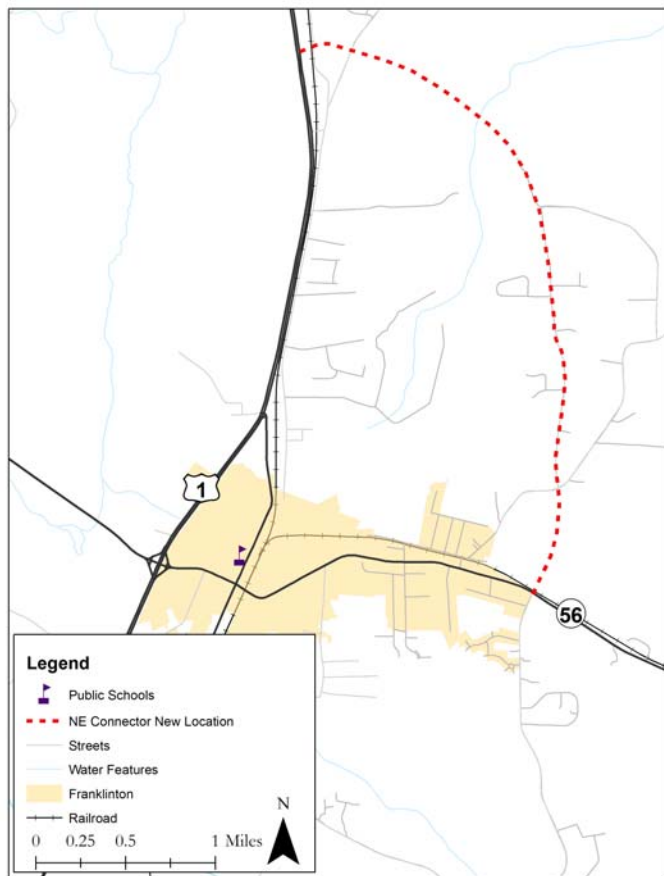 1
56
Legend
Public Schools
NE Connector New Location
Streets
Water Features
Franklinton
Railroad
N
0 0.25 0.5 1 Miles